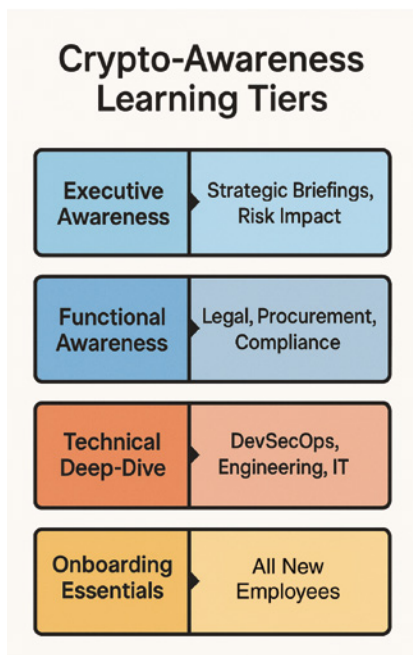 Crypto-Awareness
Learning Tiers
Executive
Awareness
Strategic Briefings,
Risk Impact
Functional
Awareness
Legal, Procurement,
Compliance
Technical
Deep-Dive
DevSecOps,
Engineering, IT
Onboarding
Essentials
All New
Employees